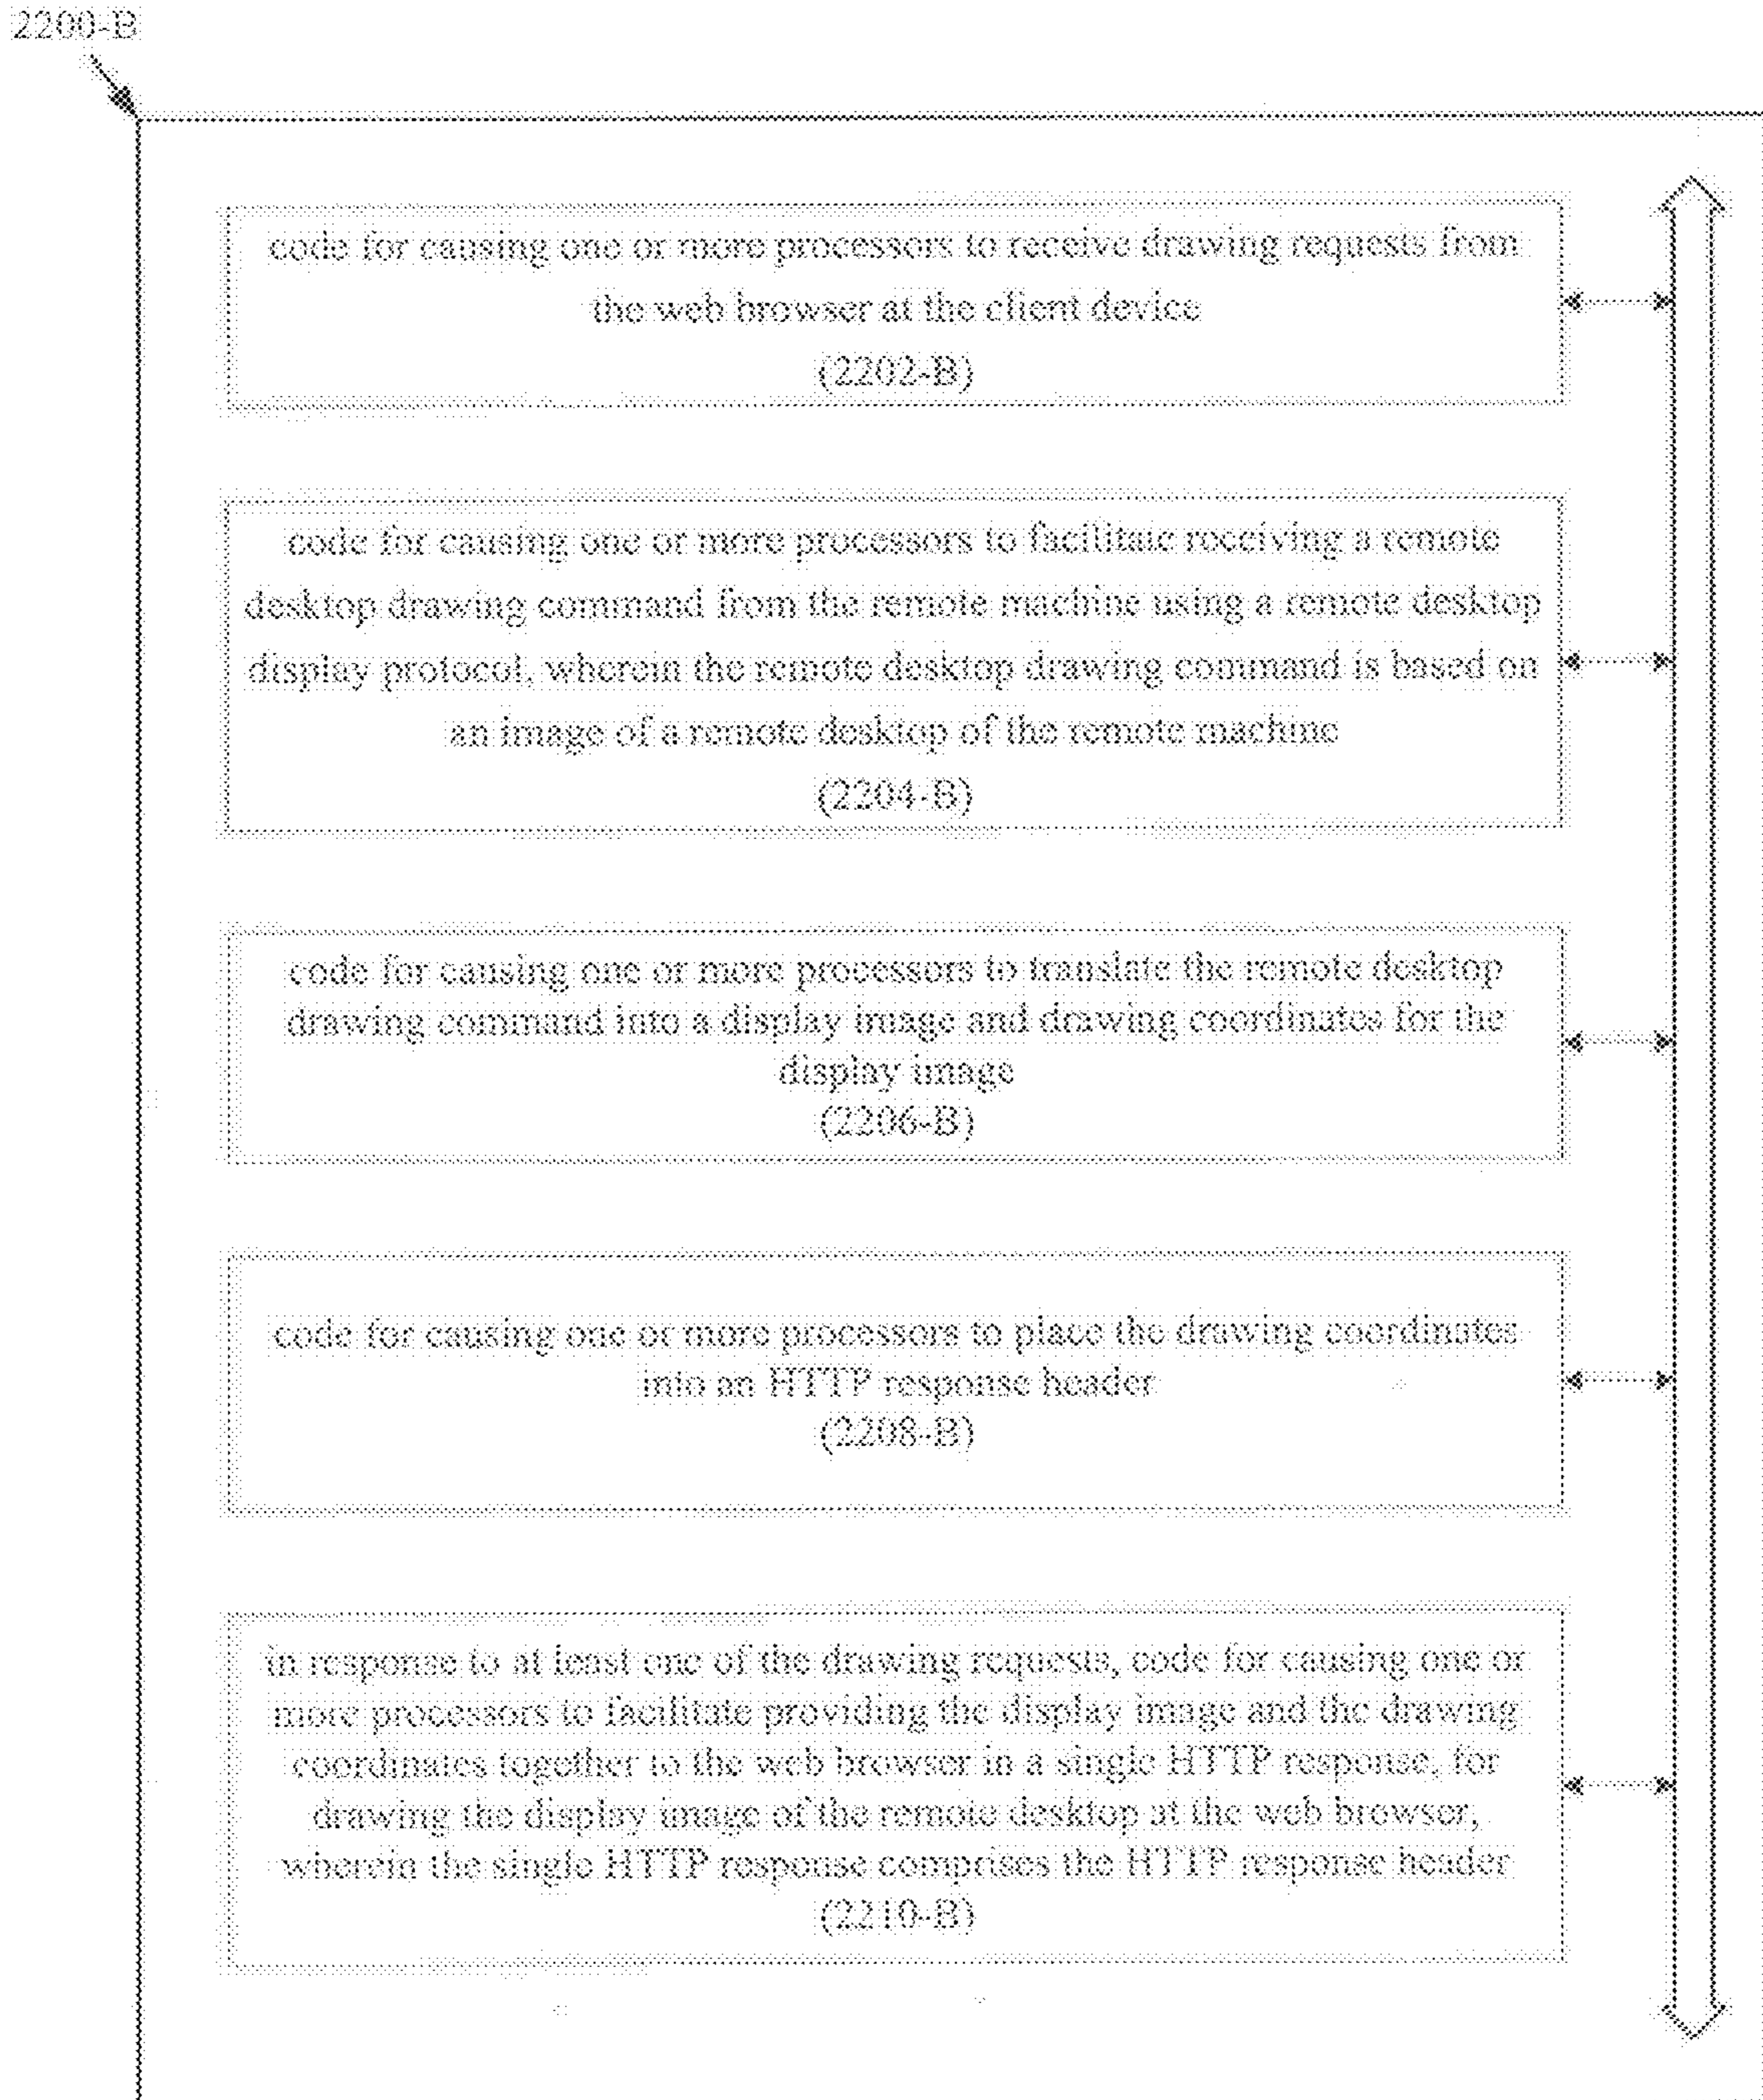 2200-B
code for causing one or more processors to receive drawing requests from
the web browser at the client device
(2202-B)
code for causing one or more processors to facilitate receiving a remote
desktop drawing command from the remote machine using a remote desktop
display protocol, wherein the remote desktop drawing command is based on
an image of a remote desktop of the remote machine
(2204-B)
code for causing one or more processors to translate the remote desktop
drawing command into a display image and drawing coordinates for the
display image
(2206-B)
code for causing one or more processors to place the drawing coordinates
into an HTTP response header
(2208-B)
in response to at least one of the drawing requests, code for causing one or
more processors to facilitate providing the display image and the drawing
coordinates together to the web browser in a single HTTP response, for
drawing the display image of the remote desktop at the web browser,
wherein the single HTTP response comprises the HTTP response header
(2210-B)